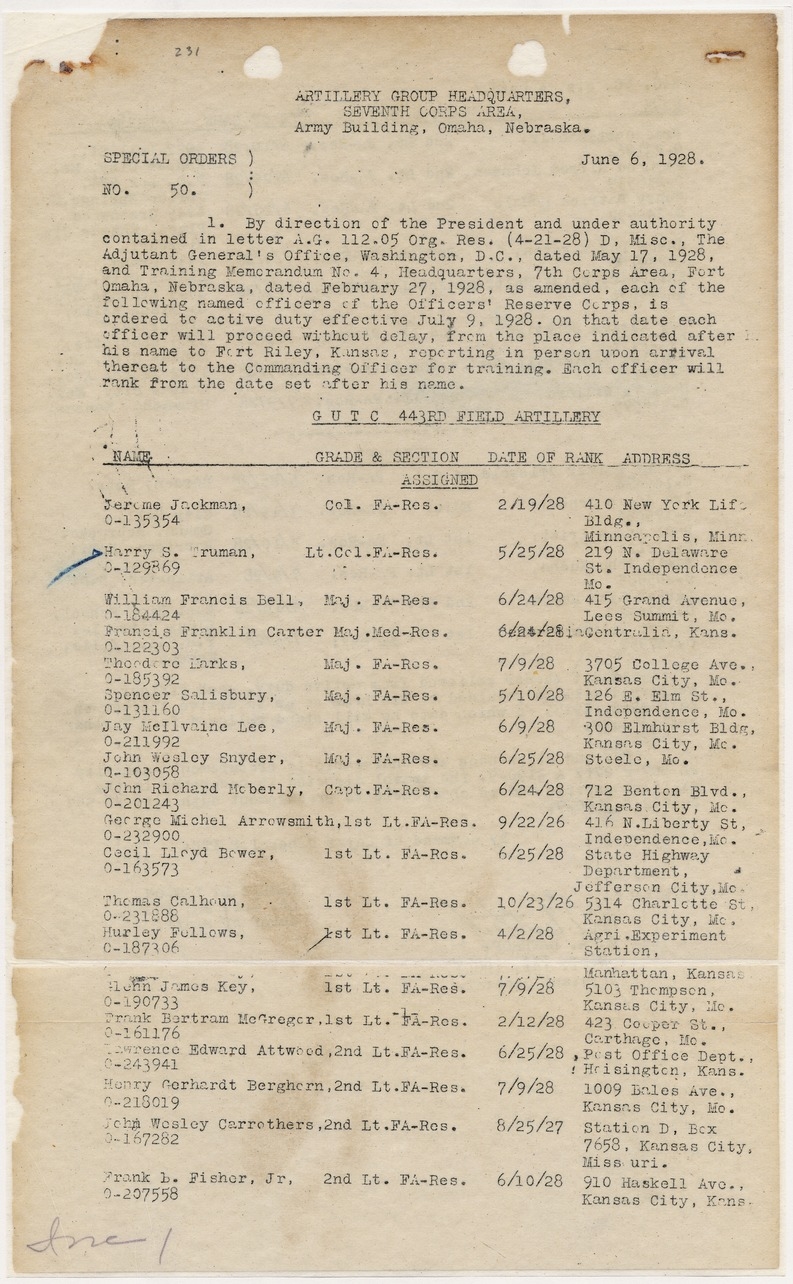 231
ARTILLERY GROUP HEADQUARTERS,
SEVENTH CORPS AREA,
Army Building, Omaha, Nebraska.
SPECIAL ORDERS )                June 6, 1928.
:
NO. 50. )
1. By direction of the President and under authority
contained in letter A.G. 112.05 Org. Res. (4-21-28) D, Misc., The
Adjutant General's Office, Washington, D.C., dated May 17, 1928,
and Training Memorandum No. 4, Headquarters, 7th Corps Area, Fort
Omaha, Nebraska, dated February 27, 1928, as amended, each of the
following named officers of the Officers' Reserve Corps, is
ordered to active duty effective July 9, 1928. On that date each
officer will proceed without delay, from the place indicated after
his name to Fort Riley, Kansas, reporting in person upon arrival
thereat to the Commanding Officer for training. Each officer will
rank from the date set after his name.
G U T C 443RD FIELD ARTILLERY
NAME GRADE & SECTION DATE OF RANK ADDRESS
ASSIGNED
Jerome Jackman, Col. FA-Res. 2/19/28 410 New York Life
O-135354 Bldg.,
Minneapolis, Minn.
Harry S. Truman, Lt.Col.FA-Res. 5/25/28 219 N. Delaware
O-129869 St. Independence
Mo.
William Francis Bell, Maj. FA-Res. 6/24/28 415 Grand Avenue,
O-184424 Lees Summit, Mo.
Francis Franklin Carter Maj.Med-Res. 6/24/28 Centralia, Kans.
O-122303
Theodore Marks, Maj. FA-Res. 7/9/28 3705 College Ave.,
O-185392 Kansas City, Mo.
Spencer Salisbury, Maj. FA-Res. 5/10/28 126 E. Elm St.,
O-131160 Independence, Mo.
Jay McIlvaine Lee, Maj. FA-Res. 6/9/28 300 Elmhurst Bldg,
O-211992 Kansas City, Mo.
John Wesley Snyder, Maj. FA-Res. 6/25/28 Steele, Mo.
O-103058
John Richard Moberly, Capt.FA-Res. 6/24/28 712 Benton Blvd.,
O-201243 Kansas City, Mo.
George Michel Arrowsmith,1st Lt.FA-Res. 9/22/26 416 N.Liberty St,
O-232900 Independence,Mo.
Cecil Lloyd Bower, 1st Lt. FA-Res. 6/25/28 State Highway
O-163573 Department,
Jefferson City,Mo.
Thomas Calhoun, 1st Lt. FA-Res. 10/23/26 5314 Charlotte St,
O-231888 Kansas City, Mo.
Hurley Fellows, 1st Lt. FA-Res. 4/2/28 Agri.Experiment
O-187306 Station,
Manhattan, Kansas
James Key, 1st Lt. FA-Res. 7/9/28 5103 Thompson,
O-190733 Kansas City, Mo.
Frank Bertram McGregor,1st Lt.-FA-Res. 2/12/28 423 Cooper St.,
O-161176 Carthage, Mo.
Lawrence Edward Attwood,2nd Lt.FA-Res. 6/25/28 Post Office Dept.,
O-243941 Hoisington, Kans.
Henry Gerhardt Berghorn,2nd Lt.FA-Res. 7/9/28 1009 Bales Ave.,
O-218019 Kansas City, Mo.
John Wesley Carrothers,2nd Lt.FA-Res. 8/25/27 Station D, Box
O-167282 7658, Kansas City,
Missouri.
Frank L. Fisher, Jr, 2nd Lt. FA-Res. 6/10/28 910 Haskell Ave.,
O-207558 Kansas City, Kans.
Inc 1